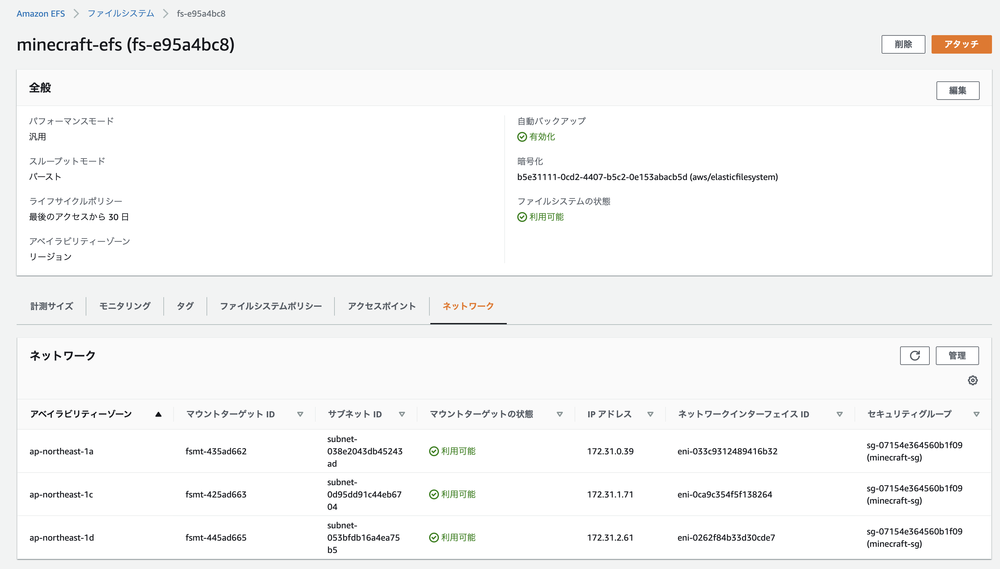 Amazon EFS ファイルシステム fs-e95a4bc8
minecraft-efs (fs-e95a4bc8)
削除 アタッチ
全般
編集
パフォーマンスモード
汎用
スループットモード
バースト
ライフサイクルポリシー
最後のアクセスから 30 日
アベイラビリティーゾーン
リージョン
自動バックアップ
有効化
暗号化
b5e31111-0cd2-4407-b5c2-0e153abacb5d (aws/elasticfilesystem)
ファイルシステムの状態
利用可能
計測サイズ モニタリング タグ ファイルシステムポリシー アクセスポイント ネットワーク
ネットワーク
管理
アベイラビリティーゾーン マウントターゲット ID サブネット ID マウントターゲットの状態 IP アドレス ネットワークインターフェイス ID セキュリティグループ
ap-northeast-1a
fsmt-435ad662
subnet-
038e2043db45243
ad
利用可能
172.31.0.39
eni-033c9312489416b32
sg-07154e364560b1f09
(minecraft-sg)
ap-northeast-1c
fsmt-425ad663
subnet-
0d95dd91c44eb67
04
利用可能
172.31.1.71
eni-0ca9c354f5f138264
sg-07154e364560b1f09
(minecraft-sg)
ap-northeast-1d
fsmt-445ad665
subnet-
053bfdb16a4ea75
b5
利用可能
172.31.2.61
eni-0262f84b33d30cde7
sg-07154e364560b1f09
(minecraft-sg)